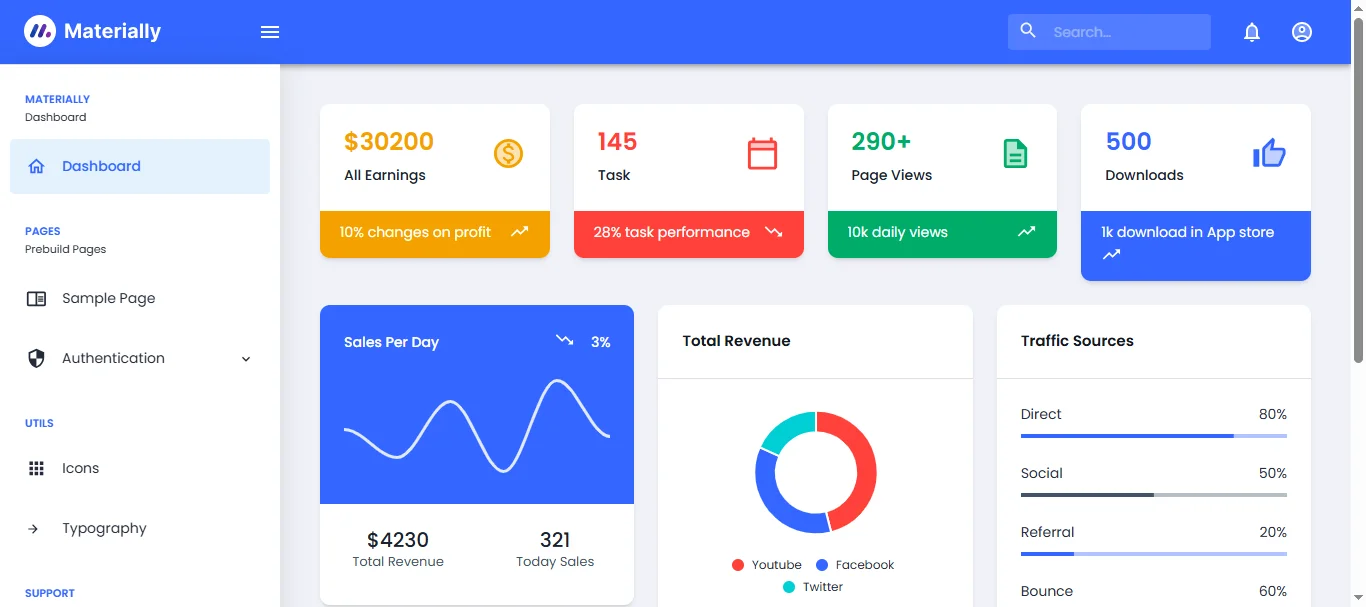 Materially
Search...
MATERIALLY
Dashboard
Dashboard
PAGES
Prebuild Pages
Sample Page
Authentication
UTILS
Icons
Typography
SUPPORT
$30200
All Earnings
10% changes on profit
145
Task
28% task performance
290+
Page Views
10k daily views
500
Downloads
1k download in App store
Sales Per Day
3%
$4230
Total Revenue
321
Today Sales
Total Revenue
Youtube
Facebook
Twitter
Traffic Sources
Direct 80%
Social 50%
Referral 20%
Bounce 60%